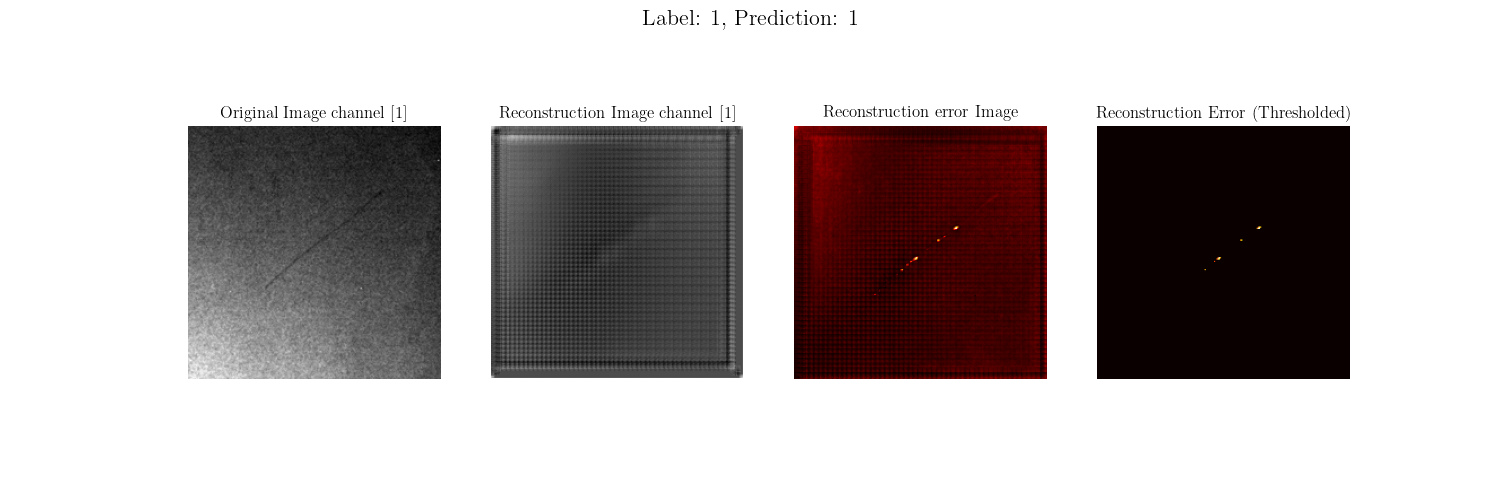 Label: 1, Prediction: 1
Original Image channel [1]
Reconstruction Image channel [1]
Reconstruction error Image
Reconstruction Error (Thresholded)